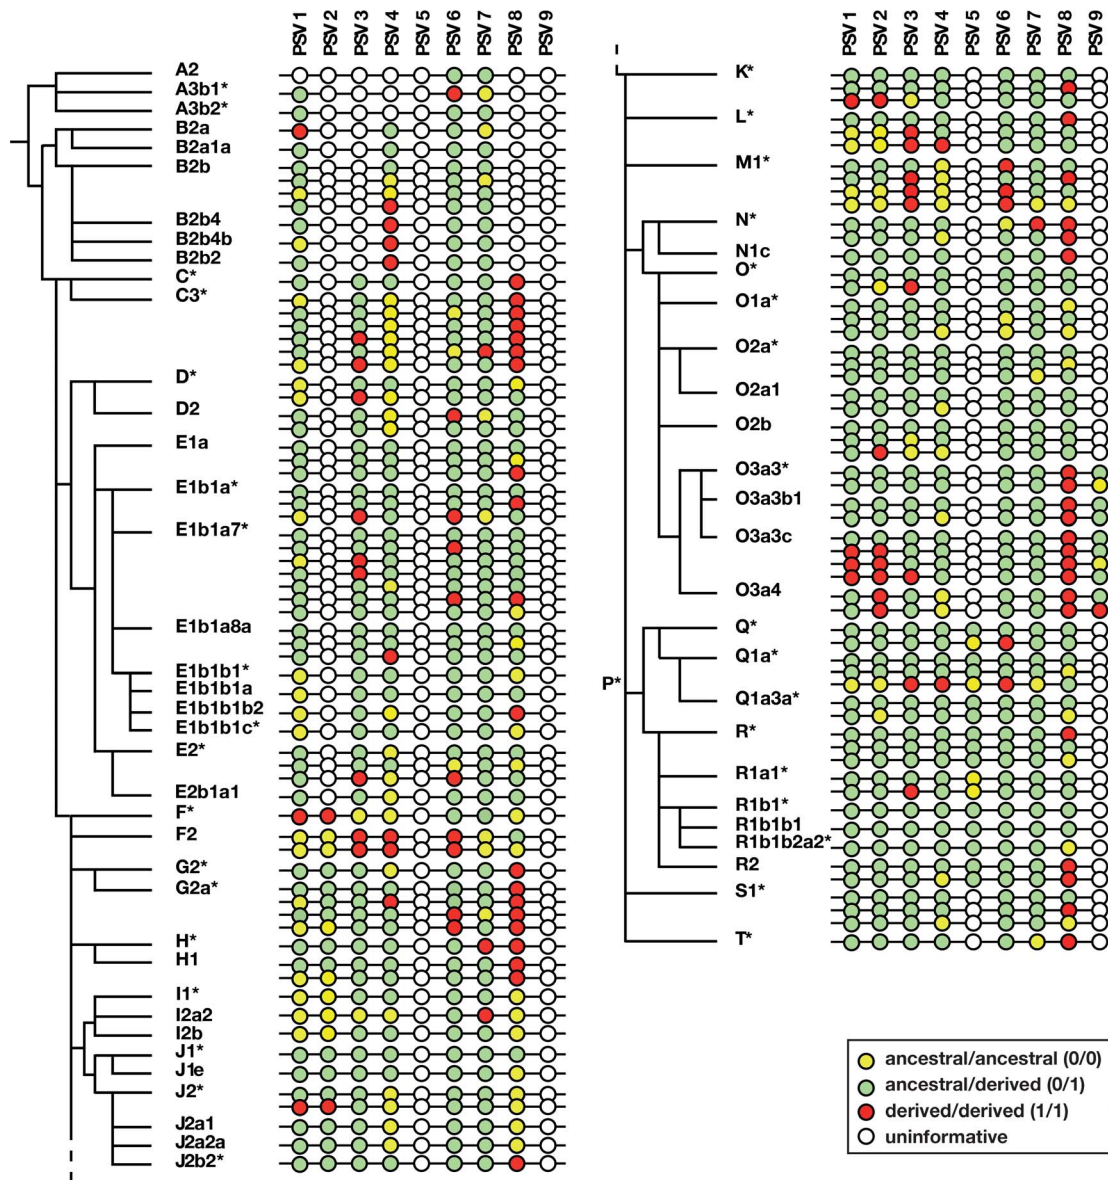 PSV 1 PSV 2 PSV 3 PSV 4 PSV 5 PSV 6 PSV 7 PSV 8 PSV 9
A2
A3b1*
A3b2*
B2a
B2a1a
B2b
B2b4
B2b4b
B2b2
C*
C3*
D*
D2
E1a
E1b1a*
E1b1a7*
E1b1a8a
E1b1b1*
E1b1b1a
E1b1b1b2
E1b1b1c*
E2*
E2b1a1
F*
F2
G2*
G2a*
H*
H1
I1*
I2a2
I2b
J1*
J1e
J2*
J2a1
J2a2a
J2b2*
PSV 1 PSV 2 PSV 3 PSV 4 PSV 5 PSV 6 PSV 7 PSV 8 PSV 9
K*
L*
M1*
N*
N1c
O*
O1a*
O2a*
O2a1
O2b
O3a3*
O3a3b1
O3a3c
O3a4
Q*
Q1a*
P*
Q1a3a*
R*
R1a1*
R1b1*
R1b1b1
R1b1b2a2*
R2
S1*
T*
ancestral/ancestral (0/0)
ancestral/derived (0/1)
derived/derived (1/1)
uninformative